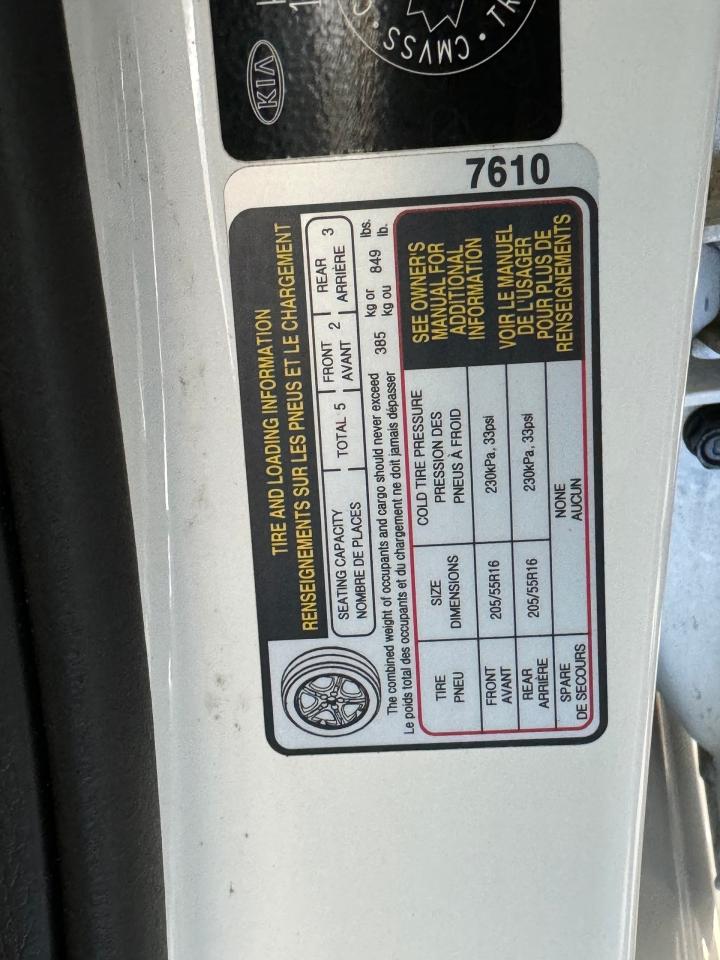 KIA
CMVSS
7610
TIRE AND LOADING INFORMATION
RENSEIGNEMENTS SUR LES PNEUS ET LE CHARGEMENT
SEATING CAPACITY TOTAL 5 FRONT 2 REAR 3
NOMBRE DE PLACES AVANT ARRIÈRE
The combined weight of occupants and cargo should never exceed 385 kg or 849 lbs.
Le poids total des occupants et du chargement ne doit jamais dépasser kg ou lb.
TIRE SIZE COLD TIRE PRESSURE
PNEU DIMENSIONS PRESSION DES
PNEUS À FROID
FRONT 205/55R16 230kPa, 33psi
AVANT
REAR 205/55R16 230kPa, 33psi
ARRIÈRE
SPARE NONE
DE SECOURS AUCUN
SEE OWNER'S
MANUAL FOR
ADDITIONAL
INFORMATION
VOIR LE MANUEL
DE L'USAGER
POUR PLUS DE
RENSEIGNEMENTS